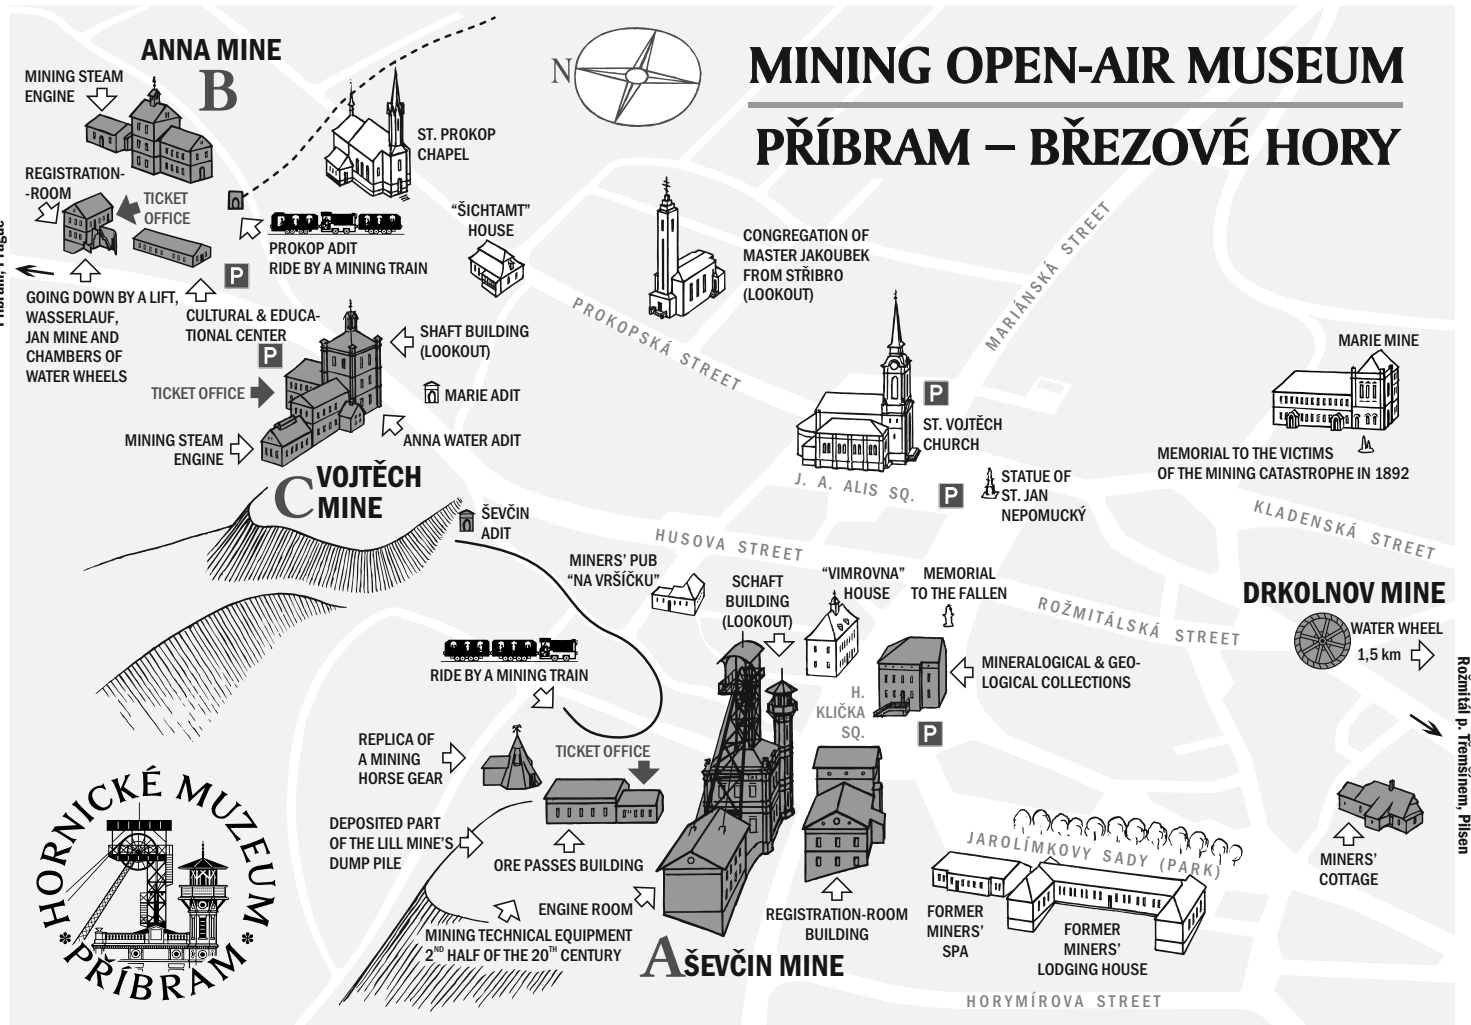 MINING OPEN-AIR MUSEUM
PŘÍBRAM – BŘEZOVÉ HORY
N
ANNA MINE
B
MINING STEAM
ENGINE
REGISTRATION-
-ROOM
TICKET
OFFICE
ST. PROKOP
CHAPEL
PROKOP ADIT
RIDE BY A MINING TRAIN
"ŠICHTAMT"
HOUSE
P
GOING DOWN BY A LIFT,
WASSERLAUF,
JAN MINE AND
CHAMBERS OF
WATER WHEELS
CULTURAL & EDUCA-
TIONAL CENTER
P
SHAFT BUILDING
(LOOKOUT)
TICKET OFFICE
MARIE ADIT
ANNA WATER ADIT
MINING STEAM
ENGINE
C VOJTĚCH
MINE
CONGREGATION OF
MASTER JAKOUBEK
FROM STŘIBRO
(LOOKOUT)
PROKOPSKÁ STREET
MARIÁNSKÁ STREET
MARIE MINE
MEMORIAL TO THE VICTIMS
OF THE MINING CATASTROPHE IN 1892
P
ST. VOJTĚCH
CHURCH
J. A. ALIS SQ.
P
STATUE OF
ST. JAN
NEPOMUCKÝ
KLADENSKÁ STREET
ŠEVČIN
ADIT
HUSOVA STREET
MINERS' PUB
"NA VRŠÍČKU"
SCHAFT
BUILDING
(LOOKOUT)
"VIMROVNA"
HOUSE
MEMORIAL
TO THE FALLEN
ROŽMITÁLSKÁ STREET
DRKOLNOV MINE
WATER WHEEL
1,5 km
Rožmitál p. Třemšínem, Pilsen
RIDE BY A MINING TRAIN
MINERALOGICAL & GEO-
LOGICAL COLLECTIONS
H.
KLIČKA
SQ.
P
REPLICA OF
A MINING
HORSE GEAR
TICKET OFFICE
DEPOSITED PART
OF THE LILL MINE'S
DUMP PILE
ORE PASSES BUILDING
ENGINE ROOM
MINING TECHNICAL EQUIPMENT
2ND HALF OF THE 20TH CENTURY
A ŠEVČIN MINE
REGISTRATION-ROOM
BUILDING
JAROLÍMKOVY SADY (PARK)
FORMER
MINERS'
SPA
FORMER
MINERS'
LODGING HOUSE
MINERS'
COTTAGE
HORYMÍROVA STREET
HORNICKÉ MUZEUM
* PŘÍBRAM *